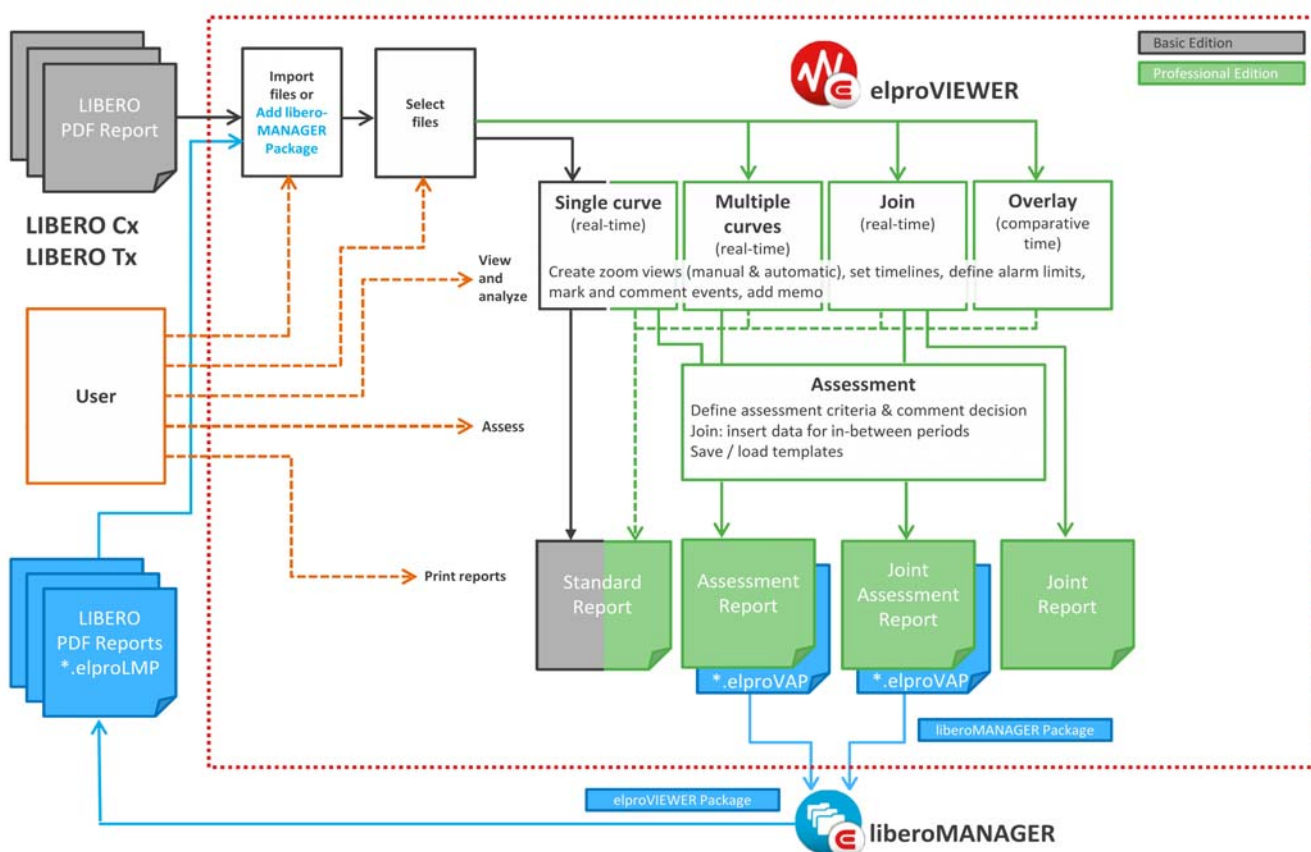 Basic Edition
Professional Edition
elproVIEWER
LIBERO
PDF Report
LIBERO Cx
LIBERO Tx
Import
files or
Add libero-
MANAGER
Package
Select
files
Single curve
(real-time)
Multiple
curves
(real-time)
Join
(real-time)
Overlay
(comparative
time)
Create zoom views (manual & automatic), set timelines, define alarm limits,
mark and comment events, add memo
View
and
analyze
User
Assess
Print reports
Assessment
Define assessment criteria & comment decision
Join: insert data for in-between periods
Save / load templates
Standard
Report
Assessment
Report
*.elproVAP
Joint
Assessment
Report
*.elproVAP
Joint
Report
LIBERO
PDF Reports
*.elproLMP
liberoMANAGER Package
elproVIEWER Package
liberoMANAGER